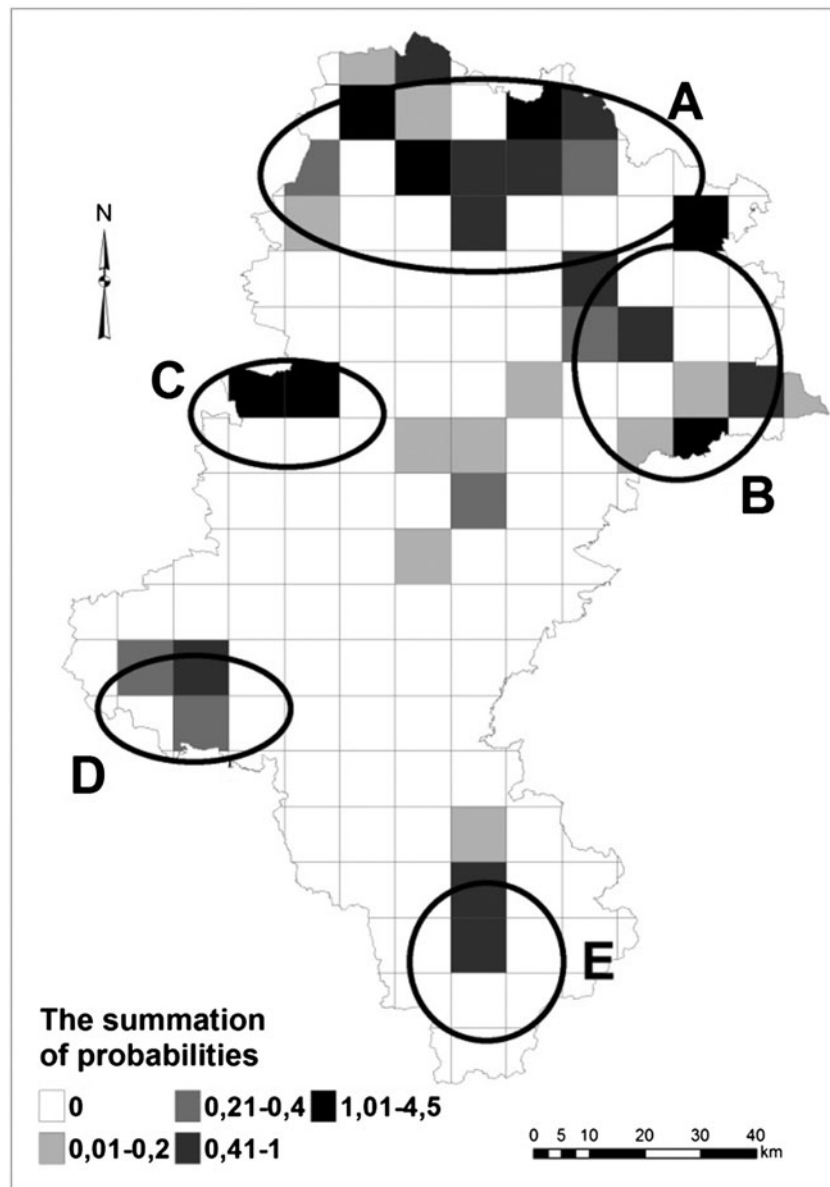 A
N
C
B
D
E
The summation
of probabilities
0 0,21-0,4 1,01-4,5
0,01-0,2 0,41-1
0 5 10 20 30 40
km